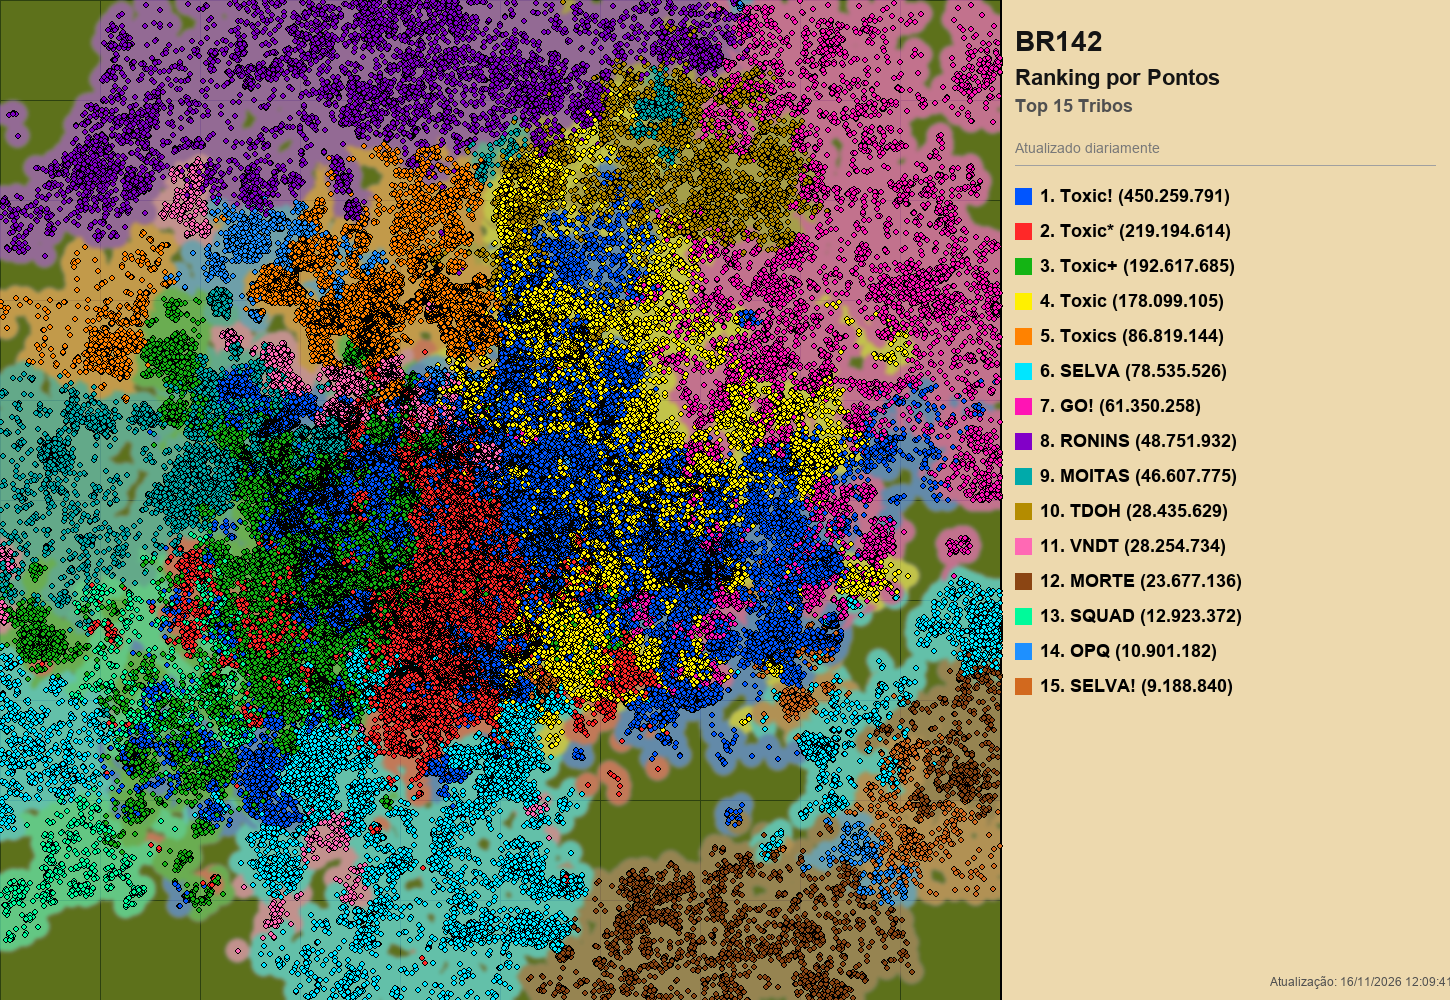 BR142
Ranking por Pontos
Top 15 Tribos
Atualizado diariamente
1. Toxic! (450.259.791)
2. Toxic* (219.194.614)
3. Toxic+ (192.617.685)
4. Toxic (178.099.105)
5. Toxics (86.819.144)
6. SELVA (78.535.526)
7. GO! (61.350.258)
8. RONINS (48.751.932)
9. MOITAS (46.607.775)
10. TDOH (28.435.629)
11. VNDT (28.254.734)
12. MORTE (23.677.136)
13. SQUAD (12.923.372)
14. OPQ (10.901.182)
15. SELVA! (9.188.840)
Atualização: 16/11/2026 12:09:4